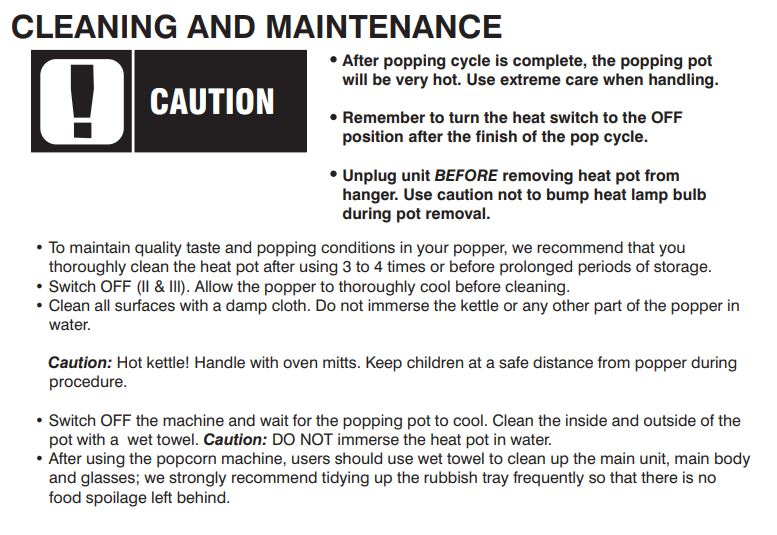 CLEANING AND MAINTENANCE
! CAUTION
• After popping cycle is complete, the popping pot
will be very hot. Use extreme care when handling.
• Remember to turn the heat switch to the OFF
position after the finish of the pop cycle.
• Unplug unit BEFORE removing heat pot from
hanger. Use caution not to bump heat lamp bulb
during pot removal.
• To maintain quality taste and popping conditions in your popper, we recommend that you
thoroughly clean the heat pot after using 3 to 4 times or before prolonged periods of storage.
• Switch OFF (II & III). Allow the popper to thoroughly cool before cleaning.
• Clean all surfaces with a damp cloth. Do not immerse the kettle or any other part of the popper in
water.
Caution: Hot kettle! Handle with oven mitts. Keep children at a safe distance from popper during
procedure.
• Switch OFF the machine and wait for the popping pot to cool. Clean the inside and outside of the
pot with a  wet towel. Caution: DO NOT immerse the heat pot in water.
• After using the popcorn machine, users should use wet towel to clean up the main unit, main body
and glasses; we strongly recommend tidying up the rubbish tray frequently so that there is no
food spoilage left behind.